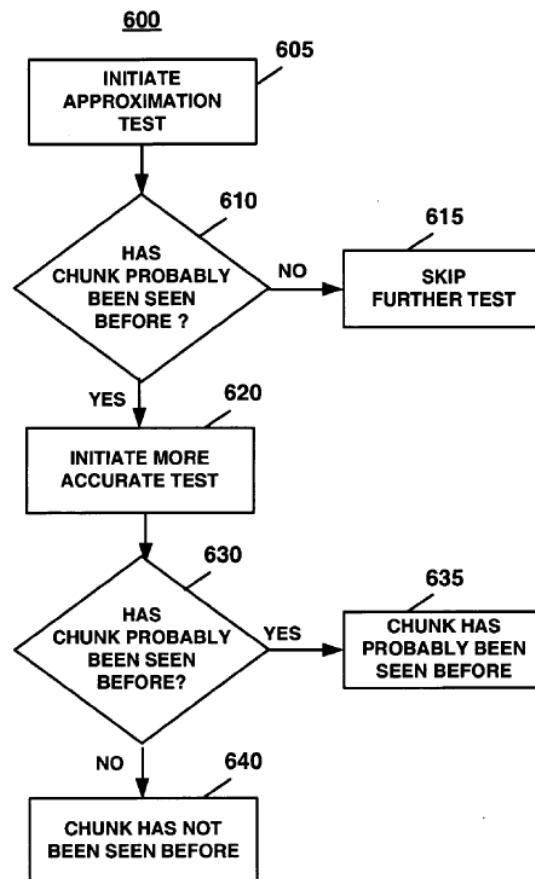 600
605
INITIATE
APPROXIMATION
TEST
610
HAS
CHUNK PROBABLY
BEEN SEEN
BEFORE ?
NO
615
SKIP
FURTHER TEST
YES
620
INITIATE MORE
ACCURATE TEST
630
HAS
CHUNK PROBABLY
BEEN SEEN
BEFORE?
YES
635
CHUNK HAS
PROBABLY BEEN
SEEN BEFORE
NO
640
CHUNK HAS NOT
BEEN SEEN BEFORE